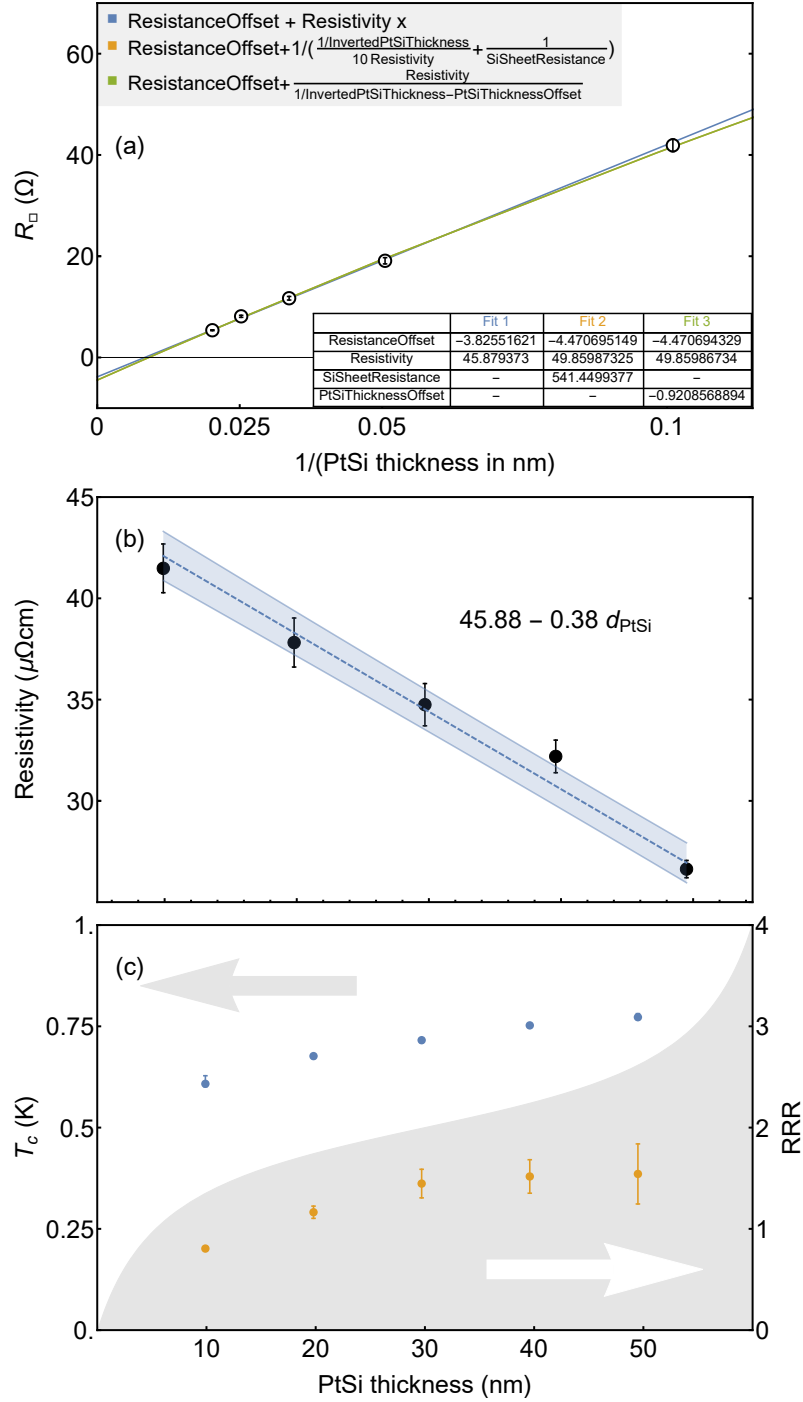 ResistanceOffset + Resistivity x
ResistanceOffset+1/(1/InvertedPtSiThickness/10 Resistivity + 1/SiSheetResistance)
ResistanceOffset+Resistivity/1/InvertedPtSiThickness−PtSiThicknessOffset
(a)
60
40
20
0
R□ (Ω)
Fit 1 Fit 2 Fit 3
ResistanceOffset −3.82551621 −4.470695149 −4.470694329
Resistivity 45.879373 49.85987325 49.85986734
SiSheetResistance – 541.4499377 –
PtSiThicknessOffset – – −0.9208568894
0 0.025 0.05 0.1
1/(PtSi thickness in nm)
(b)
45
40
35
30
Resistivity (μΩcm)
45.88 − 0.38 dPtSi
(c)
1.
0.75
0.5
0.25
0.
Tc (K)
4
3
2
1
0
RRR
10 20 30 40 50
PtSi thickness (nm)